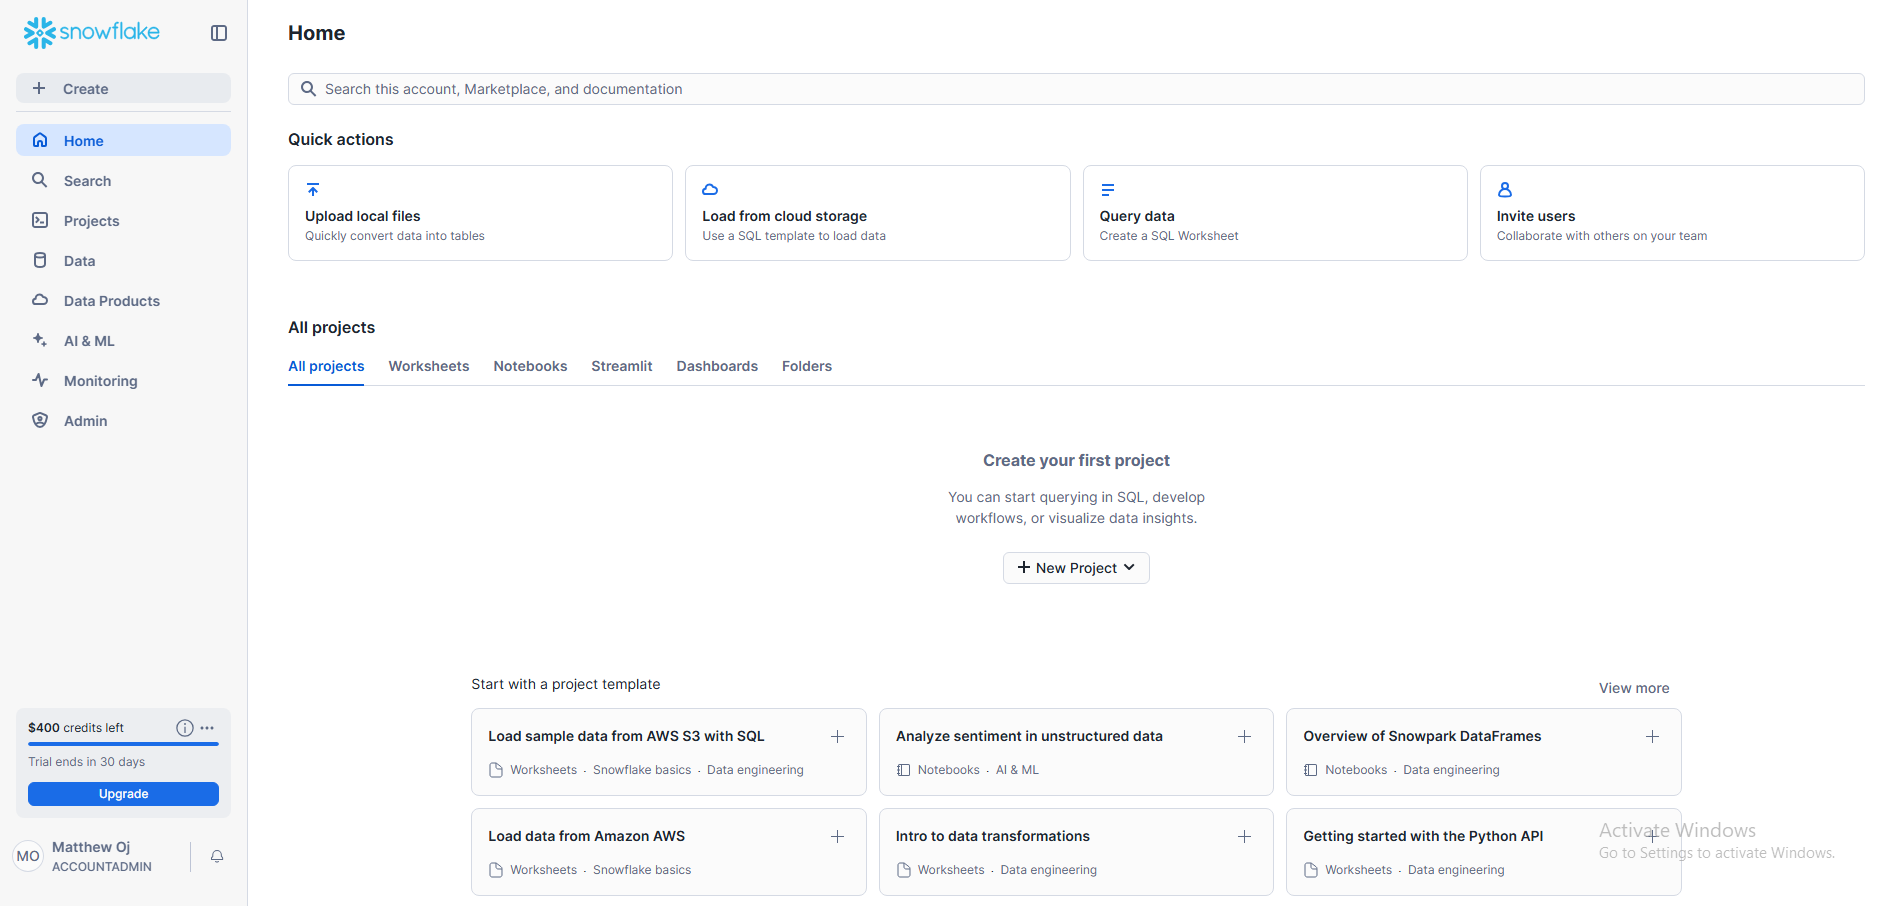 snowflake
Create
Home
Search
Projects
Data
Data Products
AI & ML
Monitoring
Admin
$400 credits left
Trial ends in 30 days
Upgrade
MO
Matthew Oj
ACCOUNTADMIN
Home
Search this account, Marketplace, and documentation
Quick actions
Upload local files
Quickly convert data into tables
Load from cloud storage
Use a SQL template to load data
Query data
Create a SQL Worksheet
Invite users
Collaborate with others on your team
All projects
All projects Worksheets Notebooks Streamlit Dashboards Folders
Create your first project
You can start querying in SQL, develop
workflows, or visualize data insights.
New Project
Start with a project template
View more
Load sample data from AWS S3 with SQL
Worksheets · Snowflake basics · Data engineering
Analyze sentiment in unstructured data
Notebooks · AI & ML
Overview of Snowpark DataFrames
Notebooks · Data engineering
Load data from Amazon AWS
Worksheets · Snowflake basics
Intro to data transformations
Worksheets · Data engineering
Getting started with the Python API
Worksheets · Data engineering
Activate Windows
Go to Settings to activate Windows.